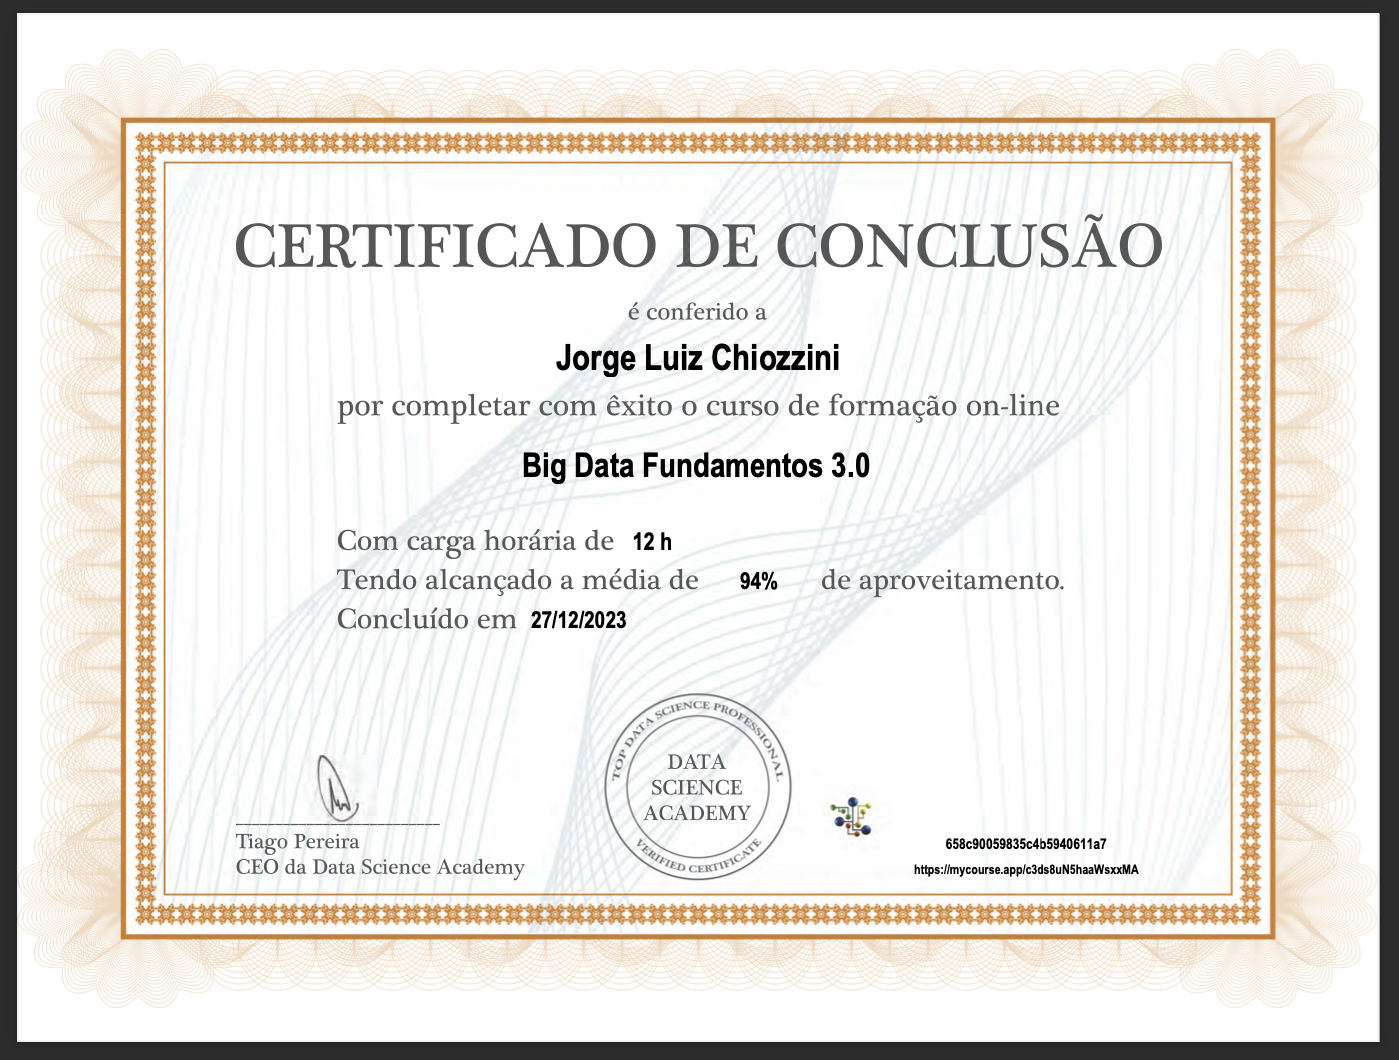 CERTIFICADO DE CONCLUSÃO
é conferido a
Jorge Luiz Chiozzini
por completar com êxito o curso de formação on-line
Big Data Fundamentos 3.0
Com carga horária de 12 h
Tendo alcançado a média de 94% de aproveitamento.
Concluído em 27/12/2023
TOP DATA SCIENCE PROFESSIONAL
DATA
SCIENCE
ACADEMY
VERIFIED CERTIFICATE
Tiago Pereira
CEO da Data Science Academy
658c90059835c4b5940611a7
https://mycourse.app/c3ds8uN5haaWsxxMA